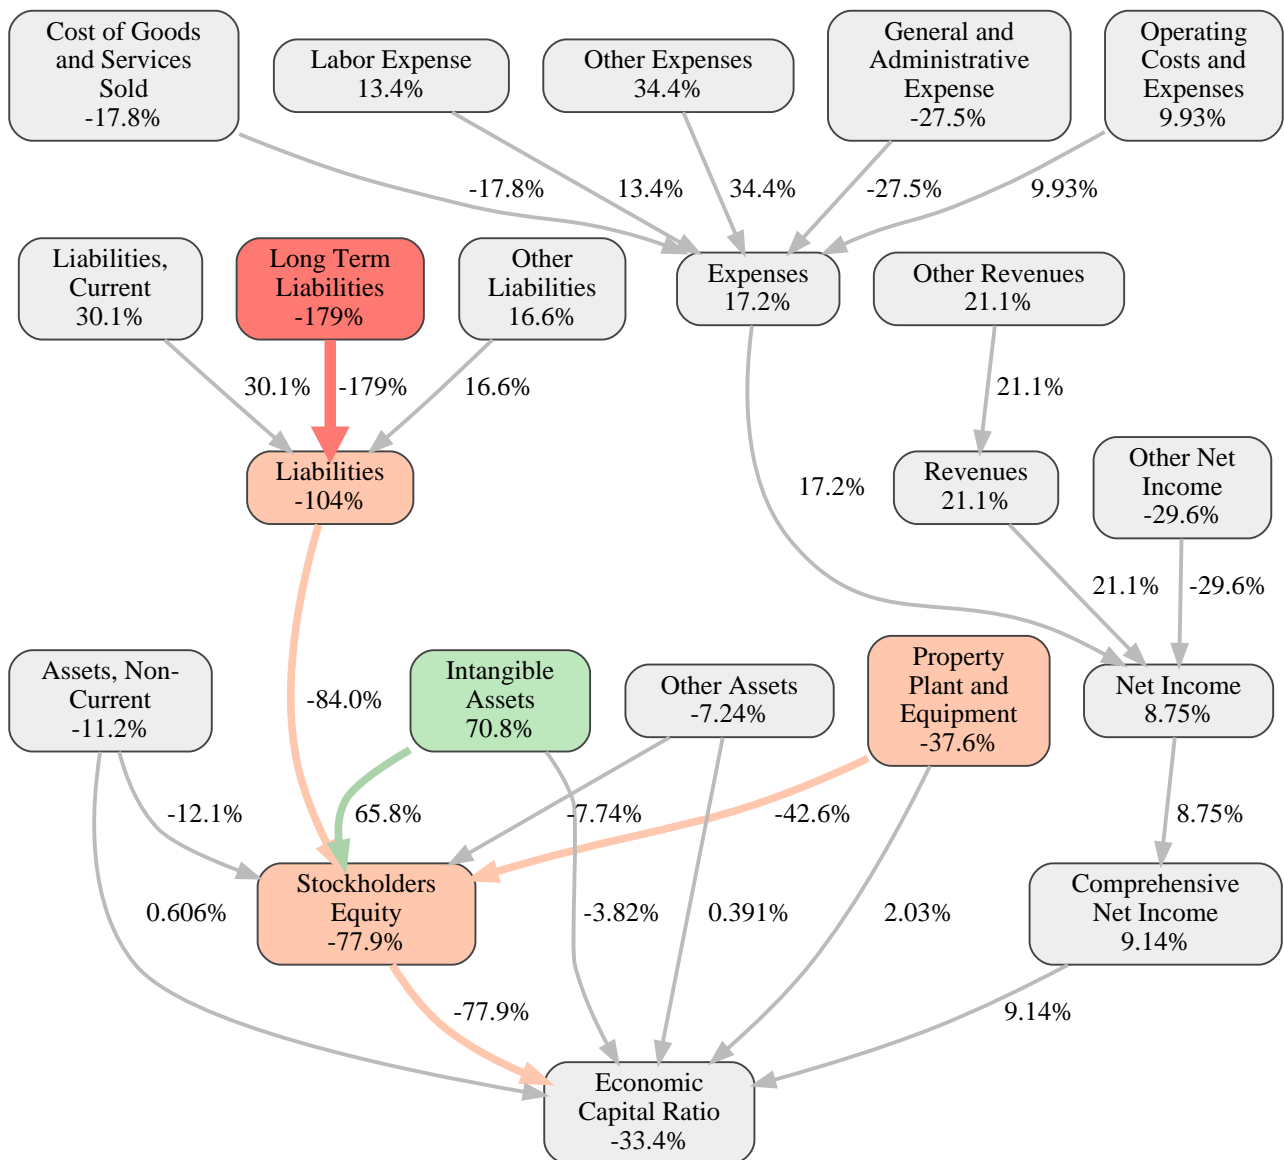 Cost of Goods
and Services
Sold
-17.8%
Labor Expense
13.4%
Other Expenses
34.4%
General and
Administrative
Expense
-27.5%
Operating
Costs and
Expenses
9.93%
-17.8%
13.4%
34.4%
-27.5%
9.93%
Liabilities,
Current
30.1%
Long Term
Liabilities
-179%
Other
Liabilities
16.6%
Expenses
17.2%
Other Revenues
21.1%
30.1%
-179%
16.6%
21.1%
Liabilities
-104%
17.2%
Revenues
21.1%
Other Net
Income
-29.6%
21.1%
-29.6%
Assets, Non-
Current
-11.2%
-84.0%
Intangible
Assets
70.8%
Other Assets
-7.24%
Property
Plant and
Equipment
-37.6%
Net Income
8.75%
-12.1%
65.8%
-7.74%
-42.6%
8.75%
0.606%
Stockholders
Equity
-77.9%
-3.82%
0.391%
2.03%
Comprehensive
Net Income
9.14%
-77.9%
9.14%
Economic
Capital Ratio
-33.4%